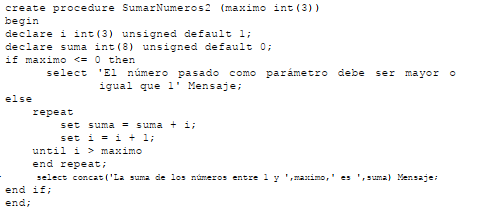 create procedure SumarNumeros2 (maximo int(3))
begin
declare i int(3) unsigned default 1;
declare suma int(8) unsigned default 0;
if maximo <= 0 then
select 'El número pasado como parámetro debe ser mayor o
igual que 1' Mensaje;
else
repeat
set suma = suma + i;
set i = i + 1;
until i > maximo
end repeat;
select concat('La suma de los números entre 1 y ',maximo,' es ',suma) Mensaje;
end if;
end;